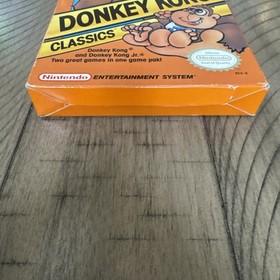 DONKEY KONG
CLASSICS
Donkey Kong®
and Donkey Kong Jr.®
Two great games in one game pak!
Nintendo ENTERTAINMENT SYSTEM®